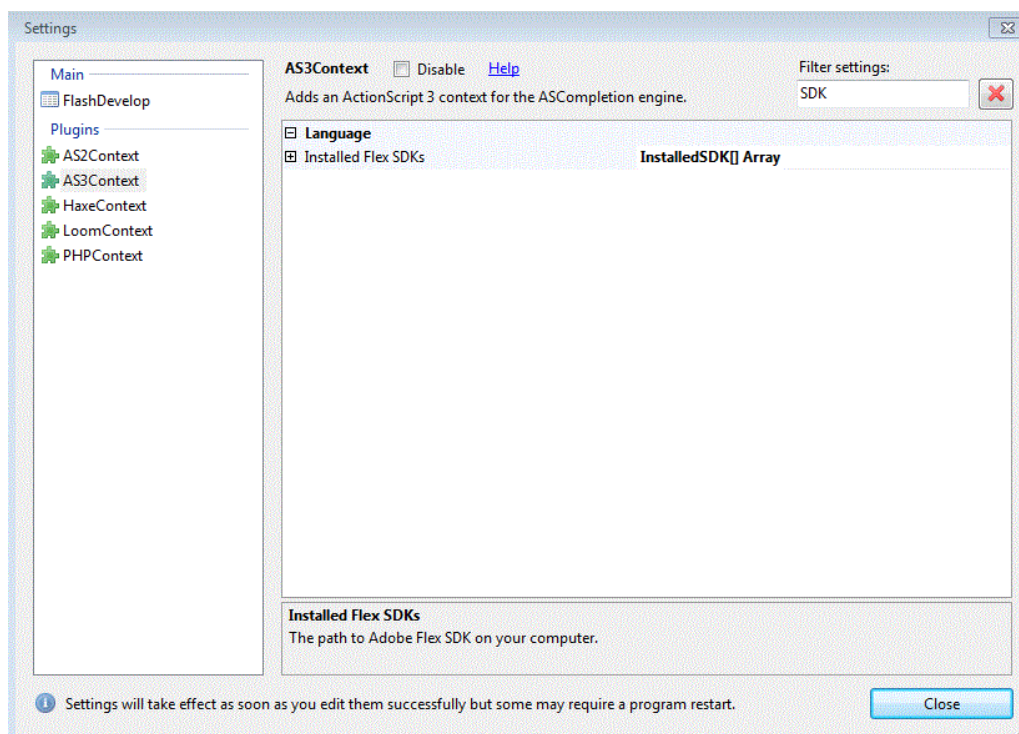 Settings
Main
FlashDevelop
Plugins
AS2Context
AS3Context
HaxeContext
LoomContext
PHPContext
AS3Context Disable Help
Adds an ActionScript 3 context for the ASCompletion engine.
Filter settings:
SDK
Language
Installed Flex SDKs InstalledSDK[] Array
Installed Flex SDKs
The path to Adobe Flex SDK on your computer.
Settings will take effect as soon as you edit them successfully but some may require a program restart.
Close